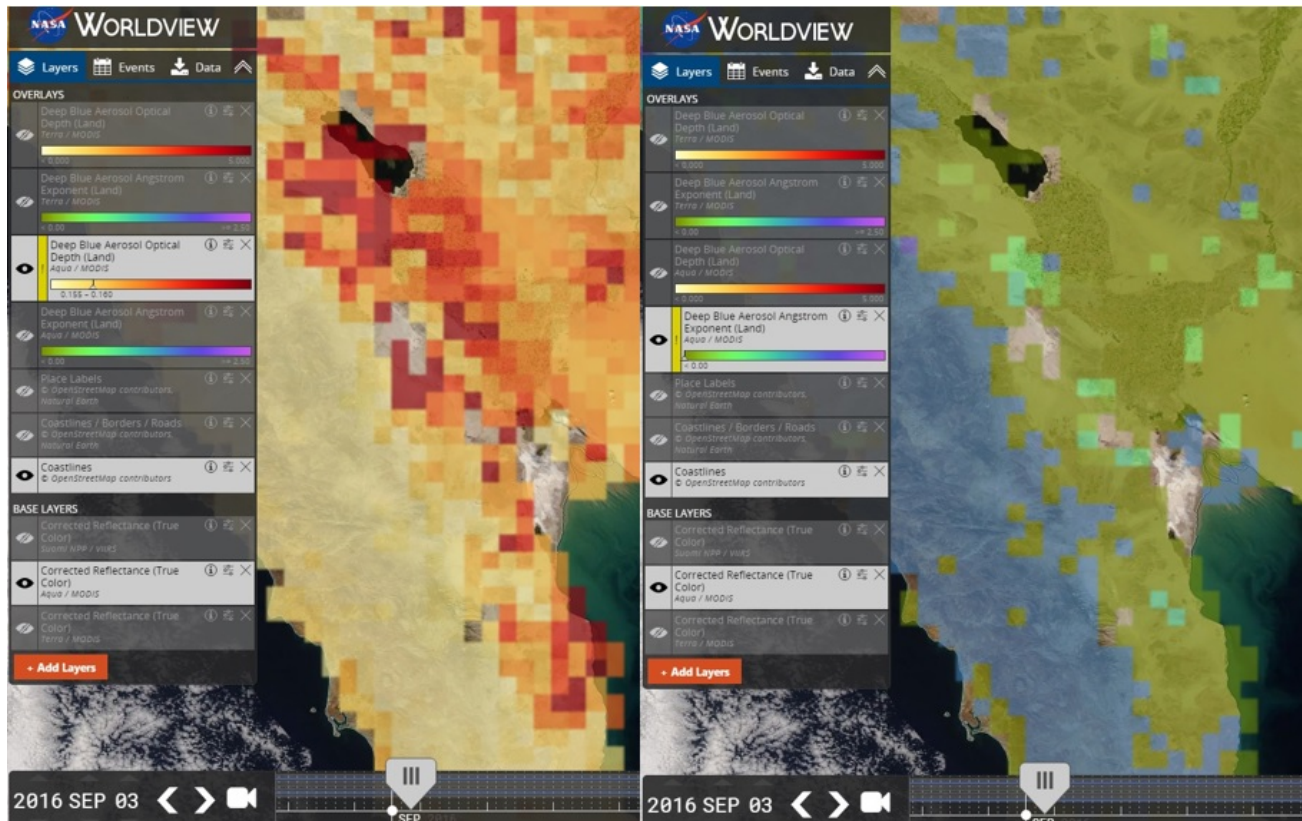 NASA WORLDVIEW
Layers Events Data
OVERLAYS
Deep Blue Aerosol Optical
Depth (Land)
Terra / MODIS
< 0.000 5.000
Deep Blue Aerosol Angstrom
Exponent (Land)
Terra / MODIS
< 0.00 >= 2.50
Deep Blue Aerosol Optical
Depth (Land)
Aqua / MODIS
0.155 – 0.160
Deep Blue Aerosol Angstrom
Exponent (Land)
Aqua / MODIS
< 0.00 >= 2.50
Place Labels
© OpenStreetMap contributors,
Natural Earth
Coastlines / Borders / Roads
© OpenStreetMap contributors,
Natural Earth
Coastlines
© OpenStreetMap contributors
BASE LAYERS
Corrected Reflectance (True
Color)
Suomi NPP / VIIRS
Corrected Reflectance (True
Color)
Aqua / MODIS
Corrected Reflectance (True
Color)
Terra / MODIS
+ Add Layers
2016 SEP 03
SEP 2016
NASA WORLDVIEW
Layers Events Data
OVERLAYS
Deep Blue Aerosol Optical
Depth (Land)
Terra / MODIS
< 0.000 5.000
Deep Blue Aerosol Angstrom
Exponent (Land)
Terra / MODIS
< 0.00 >= 2.50
Deep Blue Aerosol Optical
Depth (Land)
Aqua / MODIS
< 0.000 5.000
Deep Blue Aerosol Angstrom
Exponent (Land)
Aqua / MODIS
< 0.00
Place Labels
© OpenStreetMap contributors,
Natural Earth
Coastlines / Borders / Roads
© OpenStreetMap contributors,
Natural Earth
Coastlines
© OpenStreetMap contributors
BASE LAYERS
Corrected Reflectance (True
Color)
Suomi NPP / VIIRS
Corrected Reflectance (True
Color)
Aqua / MODIS
Corrected Reflectance (True
Color)
Terra / MODIS
+ Add Layers
2016 SEP 03
SEP